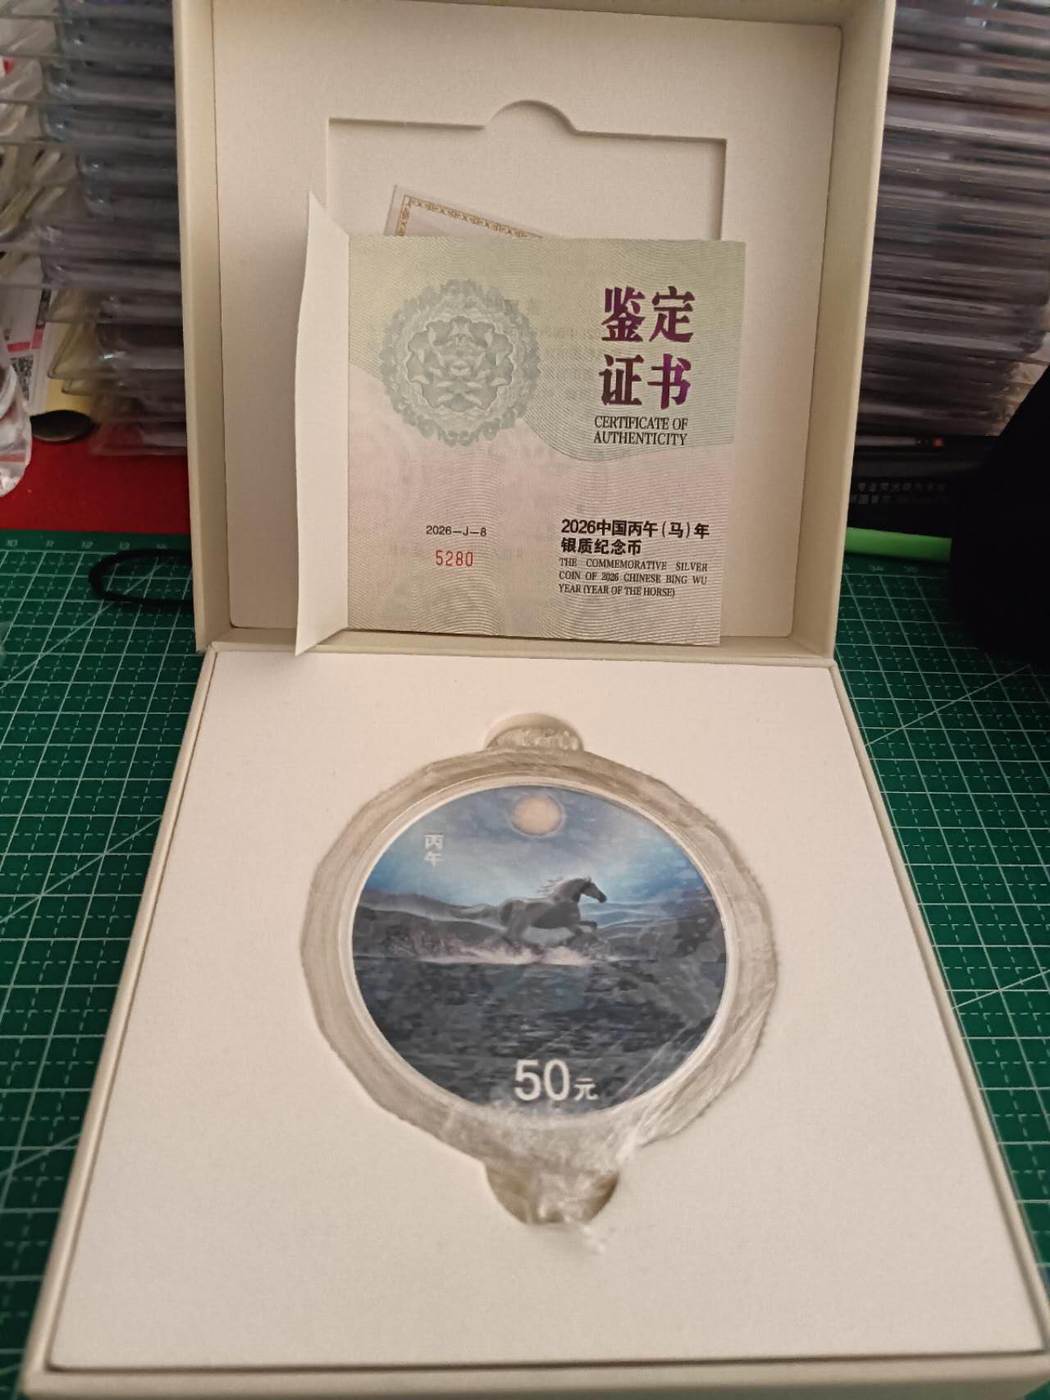 鉴定
证书
CERTIFICATE OF
AUTHENTICITY
2026—J—8
5280
2026中国丙午(马)年
银质纪念币
THE COMMEMORATIVE SILVER
COIN OF 2026 CHINESE BING WU
YEAR (YEAR OF THE HORSE)
丙午
50元